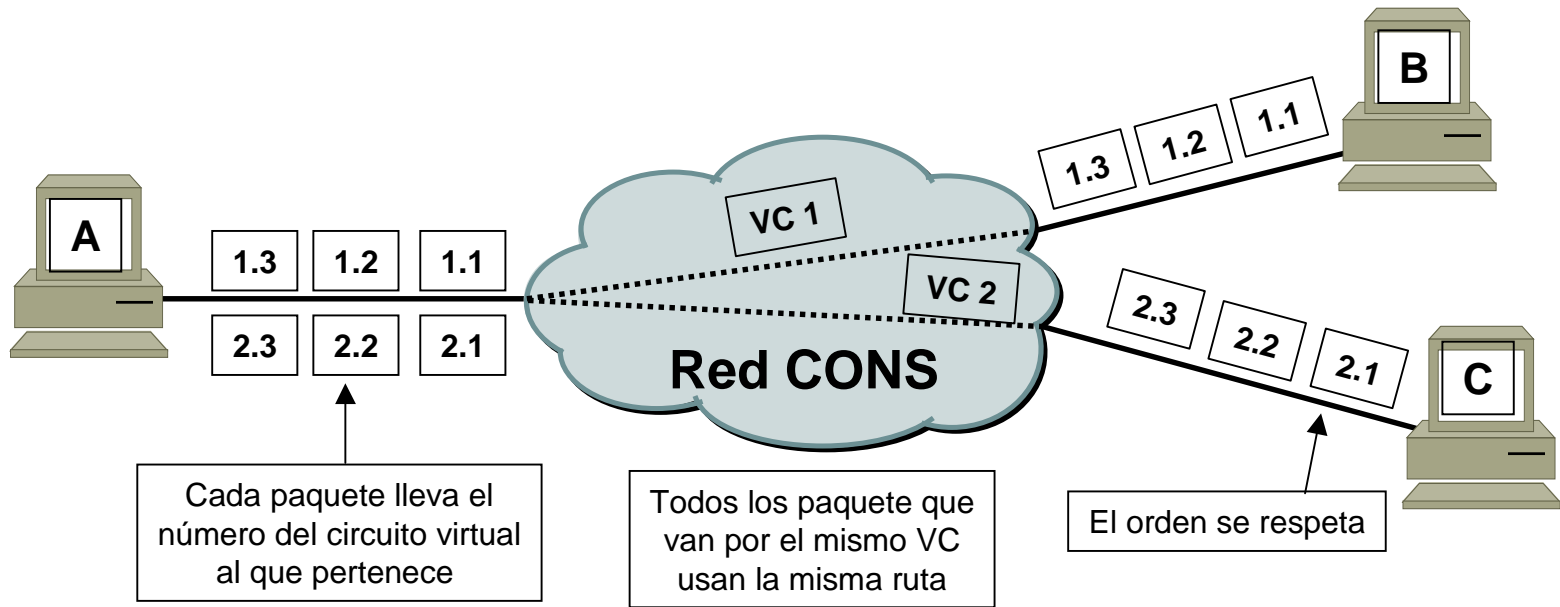 A
B
C
1.3 1.2 1.1
2.3 2.2 2.1
VC 1
VC 2
Red CONS
1.3 1.2 1.1
2.3 2.2 2.1
Cada paquete lleva el
número del circuito virtual
al que pertenece
Todos los paquete que
van por el mismo VC
usan la misma ruta
El orden se respeta